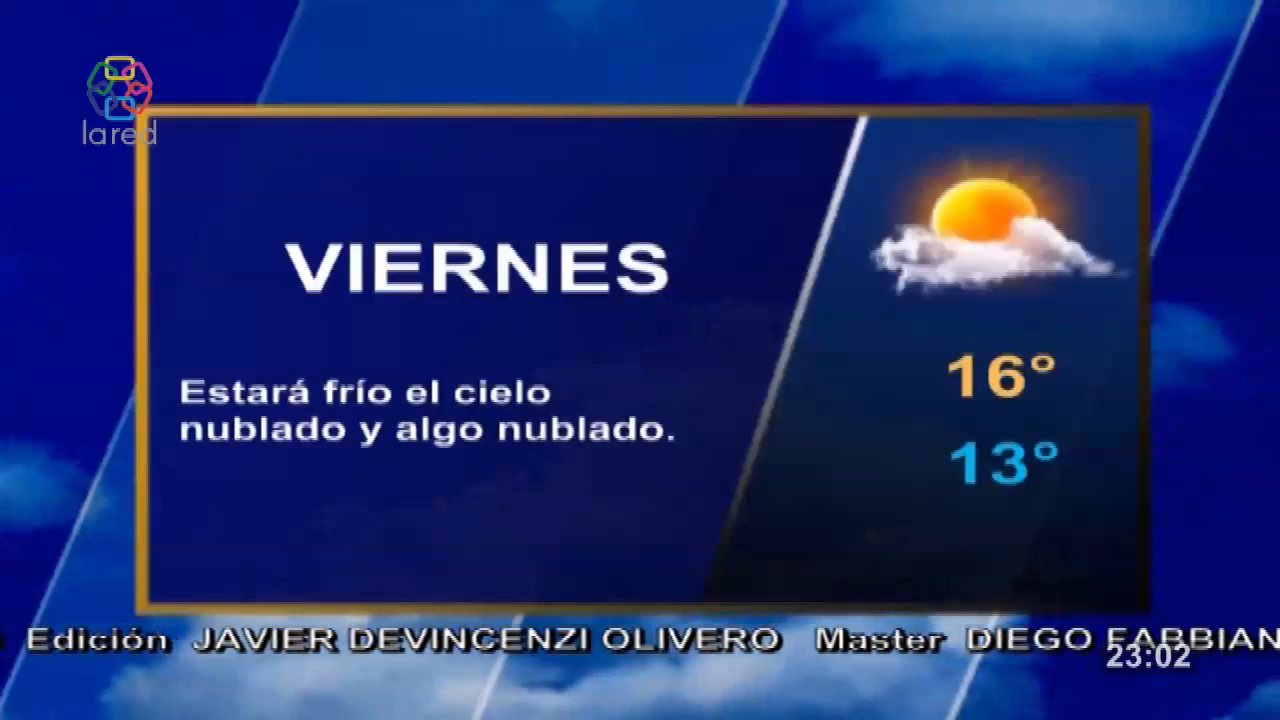 lared
VIERNES
Estará frío el cielo
nublado y algo nublado.
16°
13°
Edición JAVIER DEVINCENZI OLIVERO Master DIEGO FABBIAN
23:02